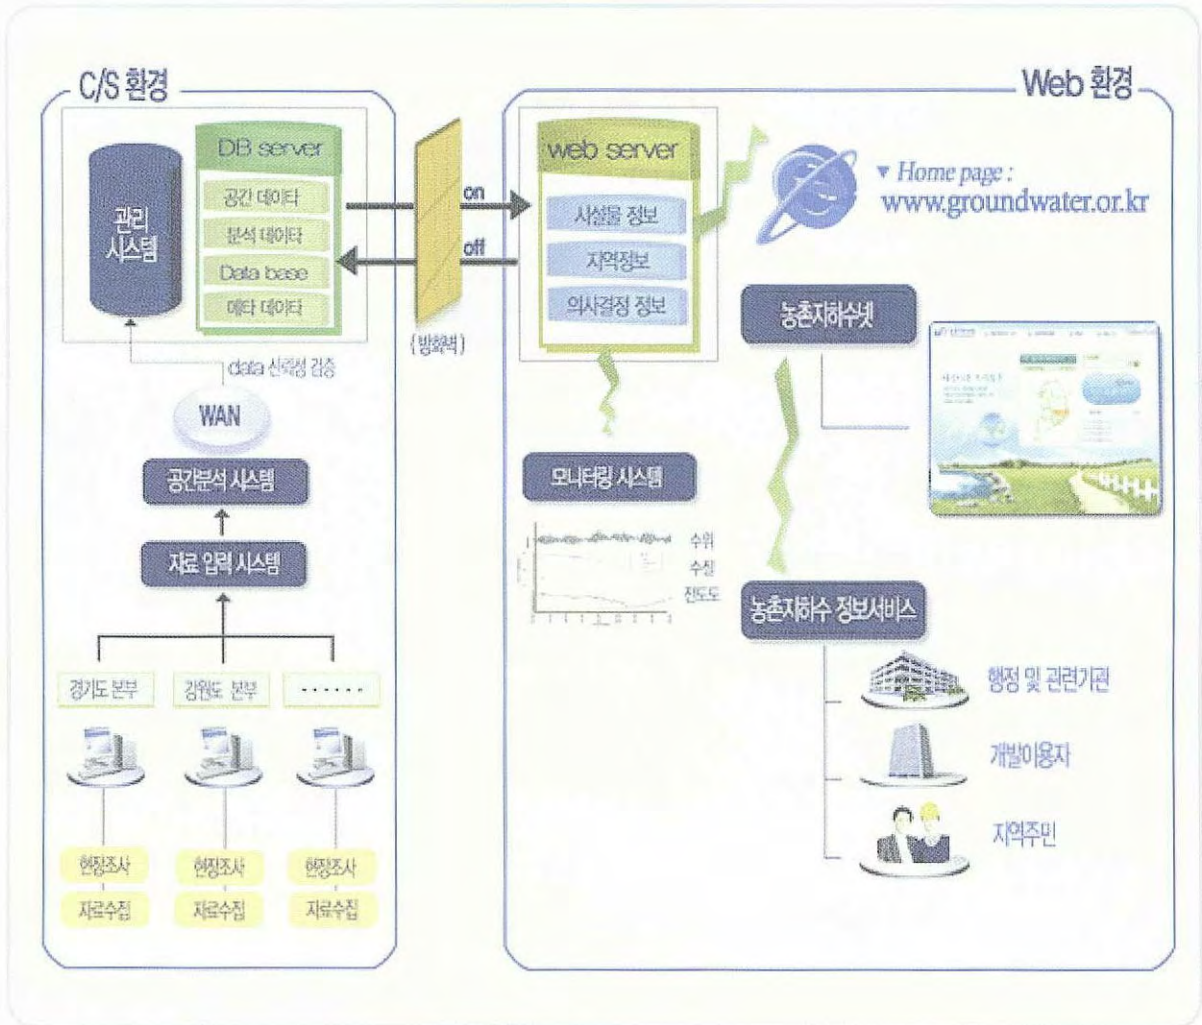 C/S 환경
관리
시스템
DB server
공간 데이타
분석 데이타
Data base
메타 데이타
data 신뢰성 검증
WAN
공간분석 시스템
자료 입력 시스템
경기도 본부
강원도 본부
······
현장조사
자료수집
현장조사
자료수집
현장조사
자료수집
on
off
(방화벽)
Web 환경
web server
시설물 정보
지역정보
의사결정 정보
▼ Home page :
www.groundwater.or.kr
농촌지하수넷
모니터링 시스템
수위
수질
전도도
농촌지하수 정보서비스
행정 및 관련기관
개발이용자
지역주민